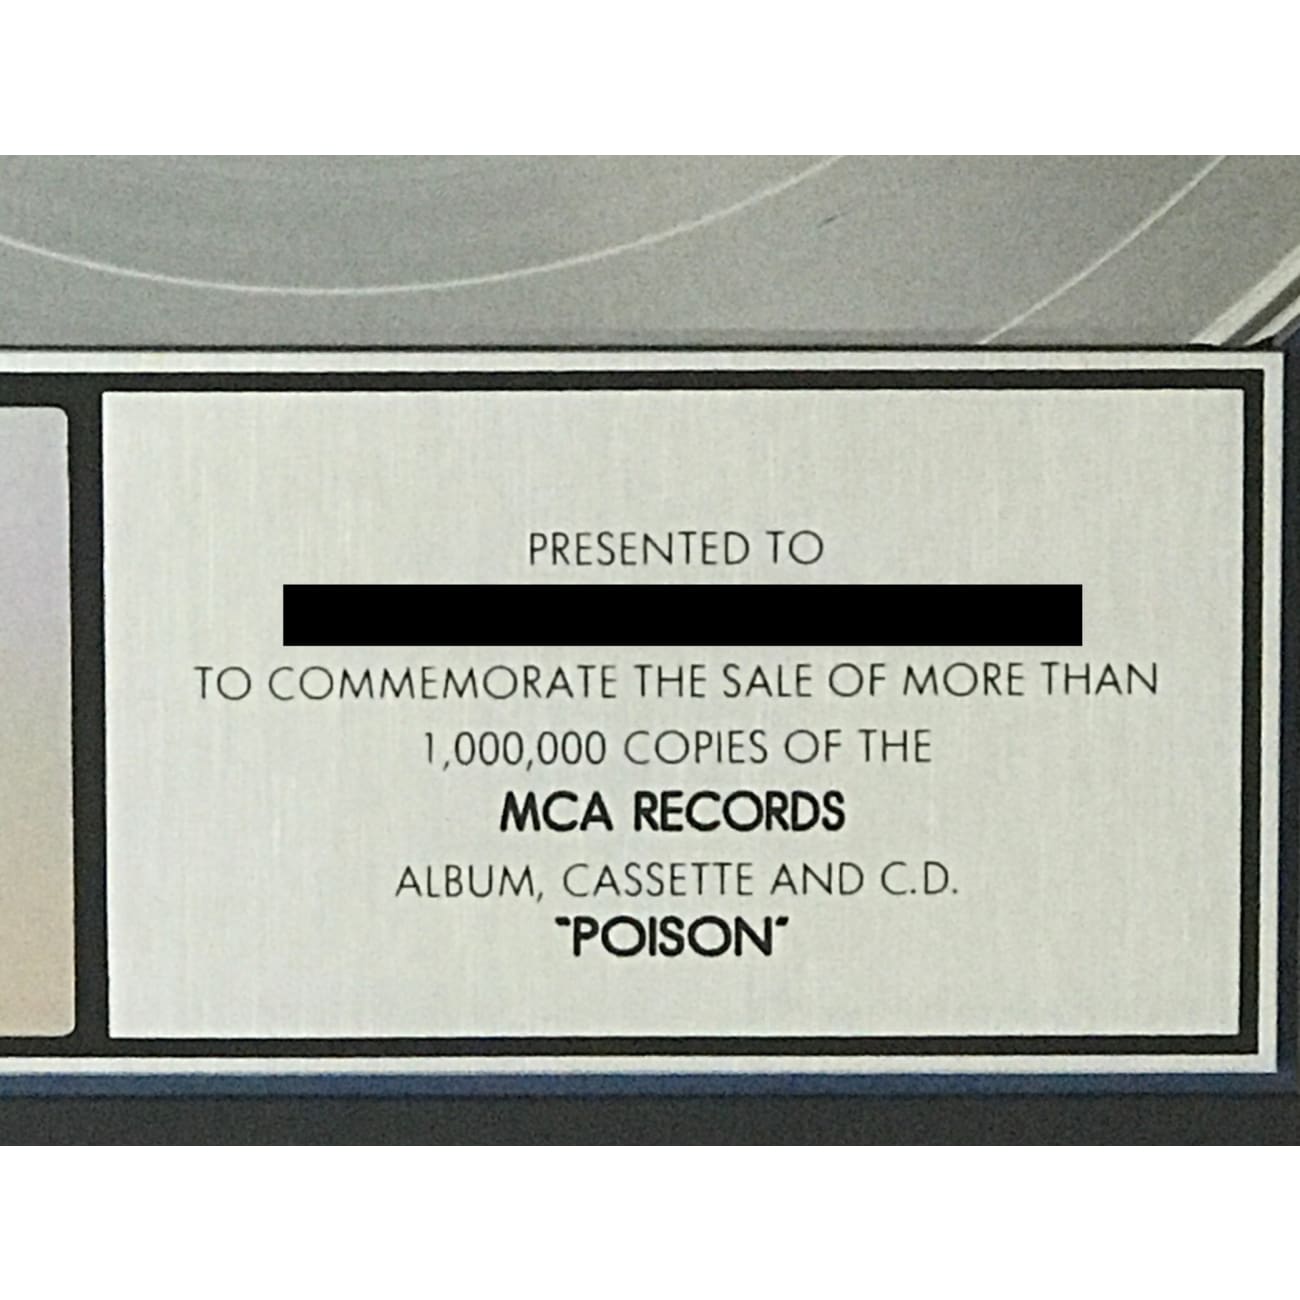 PRESENTED TO
TO COMMEMORATE THE SALE OF MORE THAN
1,000,000 COPIES OF THE
MCA RECORDS
ALBUM, CASSETTE AND C.D.
"POISON"